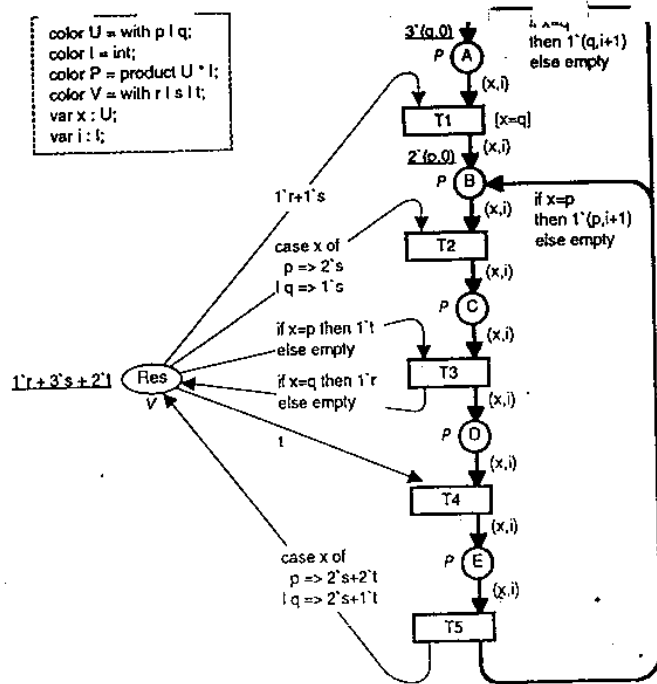 color U = with p | q;
color I = int;
color P = product U * I;
color V = with r | s | t;
var x : U;
var i : I;
3`(q,0)
if x=q
then 1`(q,i+1)
else empty
P
A
(x,i)
T1
[x=q]
(x,i)
2`(p,0)
P
B
1`r+1`s
(x,i)
if x=p
then 1`(p,i+1)
else empty
case x of
p => 2`s
| q => 1`s
T2
(x,i)
P
C
(x,i)
if x=p then 1`t
else empty
1`r + 3`s + 2`t
Res
V
if x=q then 1`r
else empty
T3
(x,i)
P
D
t
(x,i)
T4
(x,i)
case x of
p => 2`s+2`t
| q => 2`s+1`t
P
E
(x,i)
T5